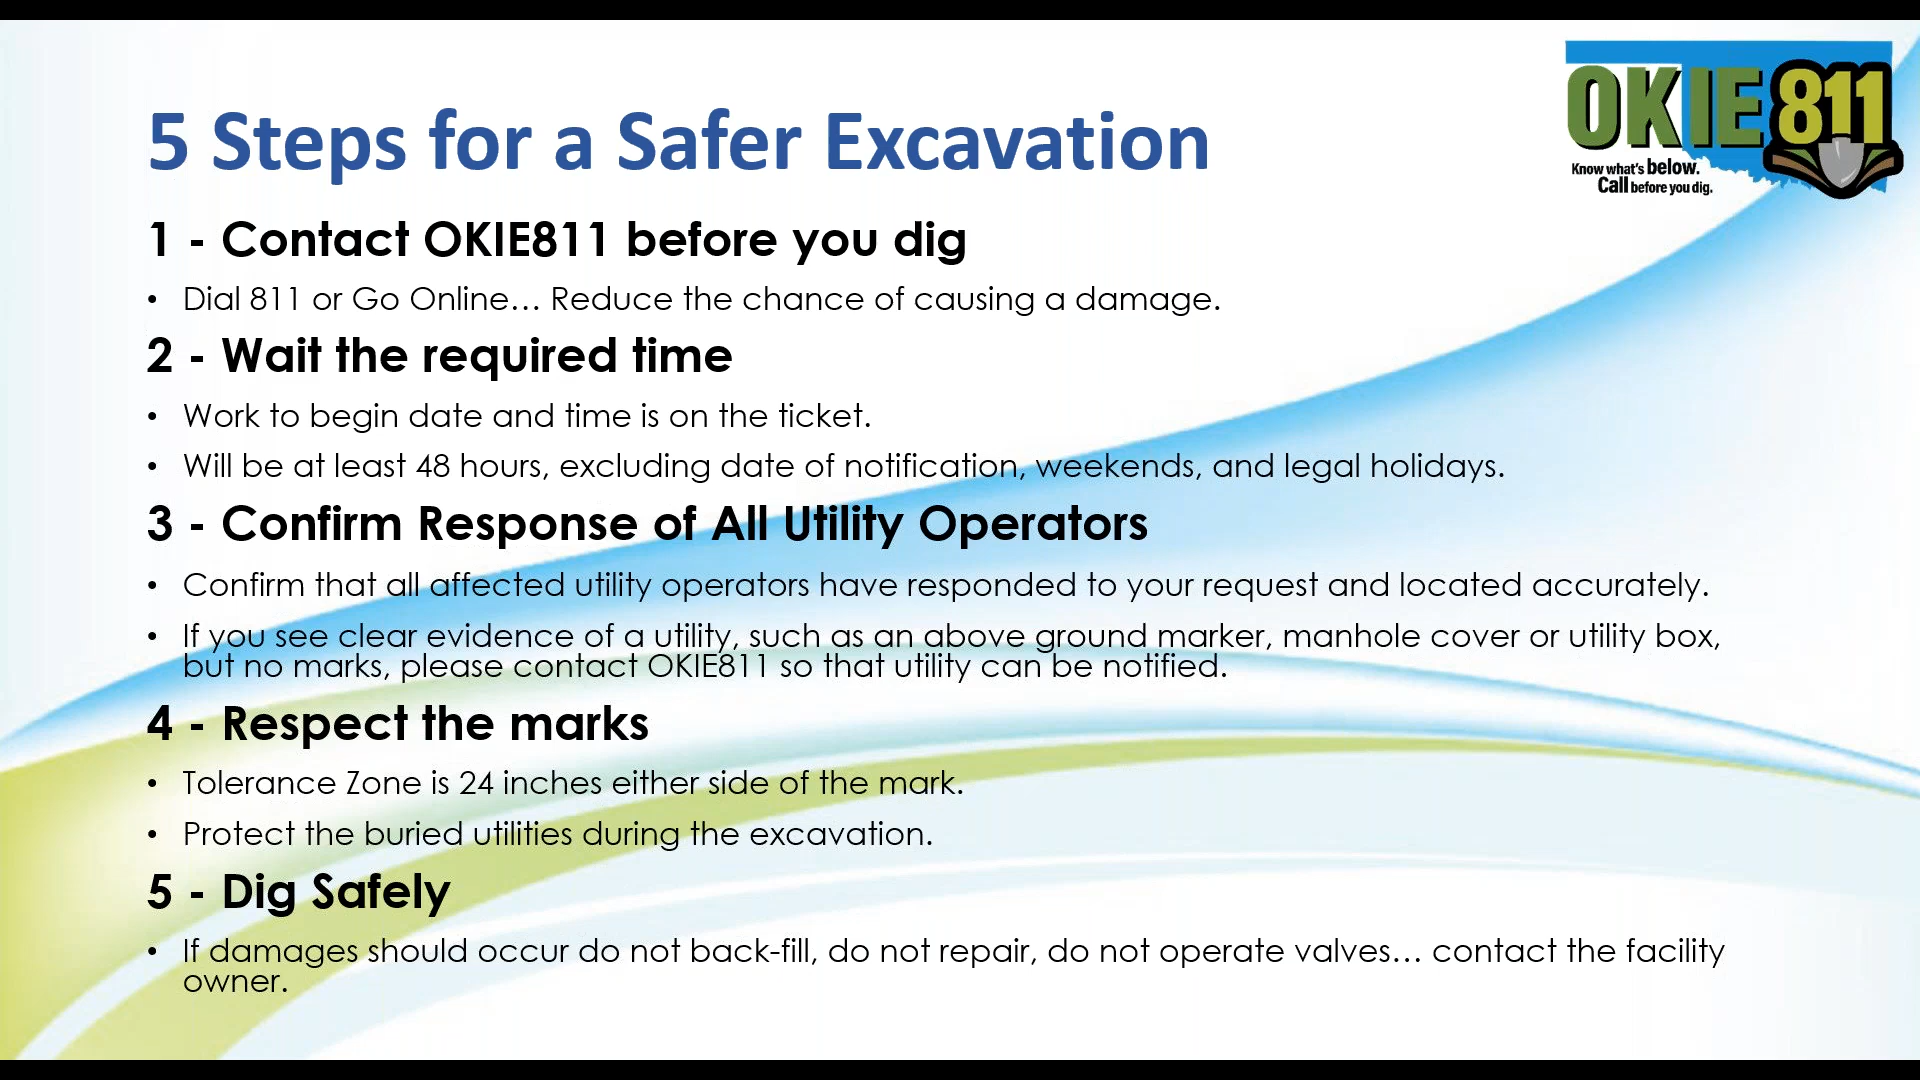 OKIE811
Know what's below.
Call before you dig.
5 Steps for a Safer Excavation
1 - Contact OKIE811 before you dig
• Dial 811 or Go Online… Reduce the chance of causing a damage.
2 - Wait the required time
• Work to begin date and time is on the ticket.
• Will be at least 48 hours, excluding date of notification, weekends, and legal holidays.
3 - Confirm Response of All Utility Operators
• Confirm that all affected utility operators have responded to your request and located accurately.
• If you see clear evidence of a utility, such as an above ground marker, manhole cover or utility box,
but no marks, please contact OKIE811 so that utility can be notified.
4 - Respect the marks
• Tolerance Zone is 24 inches either side of the mark.
• Protect the buried utilities during the excavation.
5 - Dig Safely
• If damages should occur do not back-fill, do not repair, do not operate valves… contact the facility
owner.